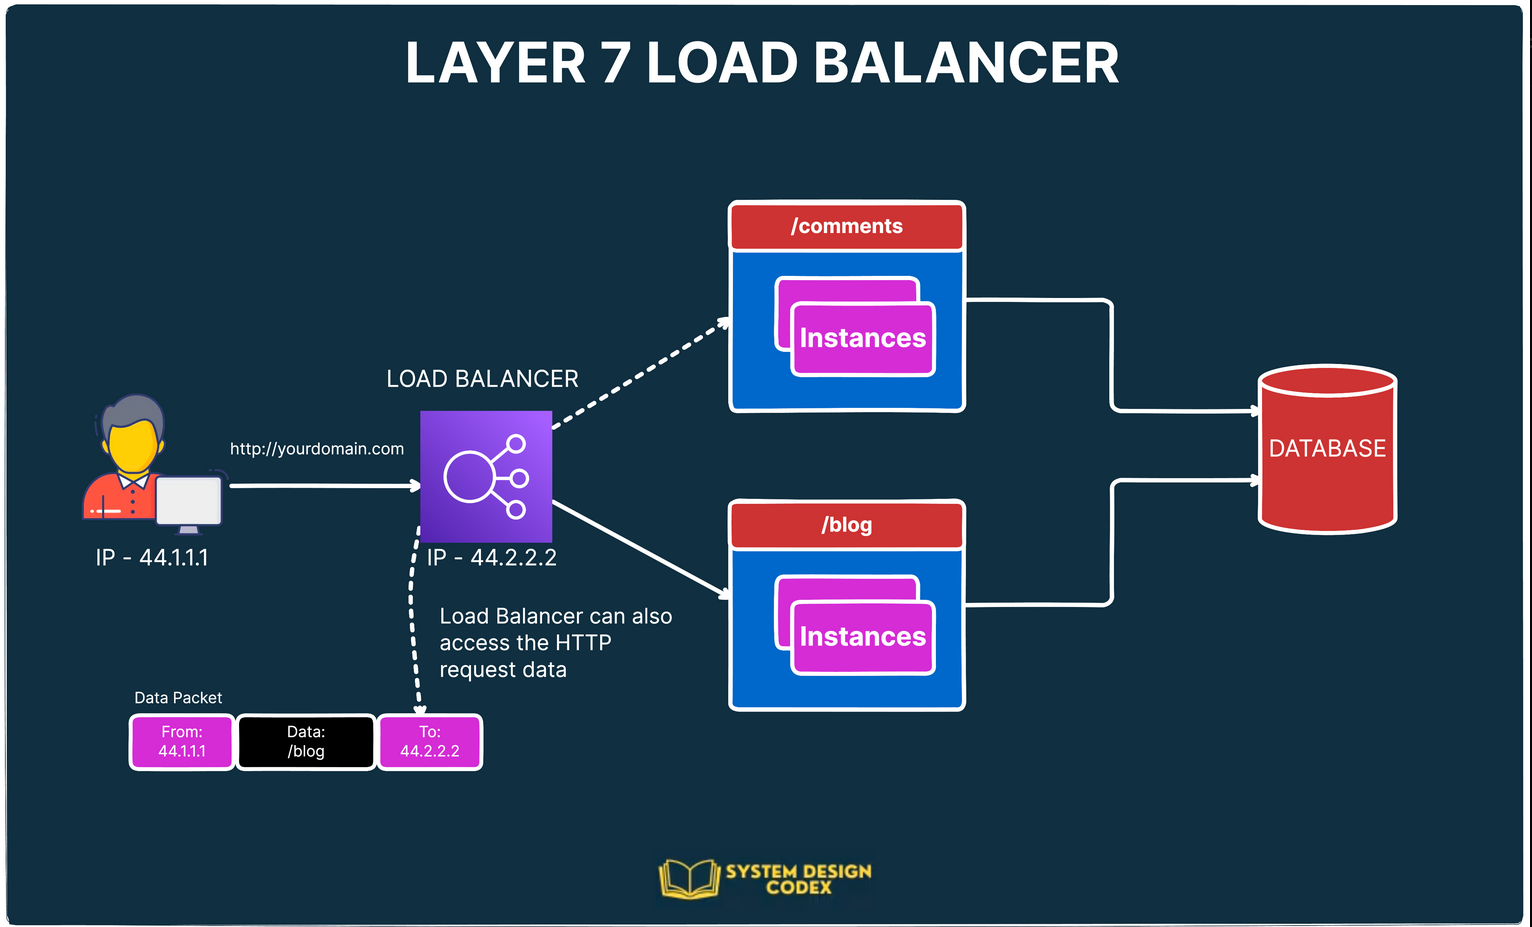 LAYER 7 LOAD BALANCER
/comments
Instances
LOAD BALANCER
http://yourdomain.com
DATABASE
IP - 44.1.1.1
IP - 44.2.2.2
/blog
Instances
Load Balancer can also
access the HTTP
request data
Data Packet
From:
44.1.1.1
Data:
/blog
To:
44.2.2.2
SYSTEM DESIGN
CODEX